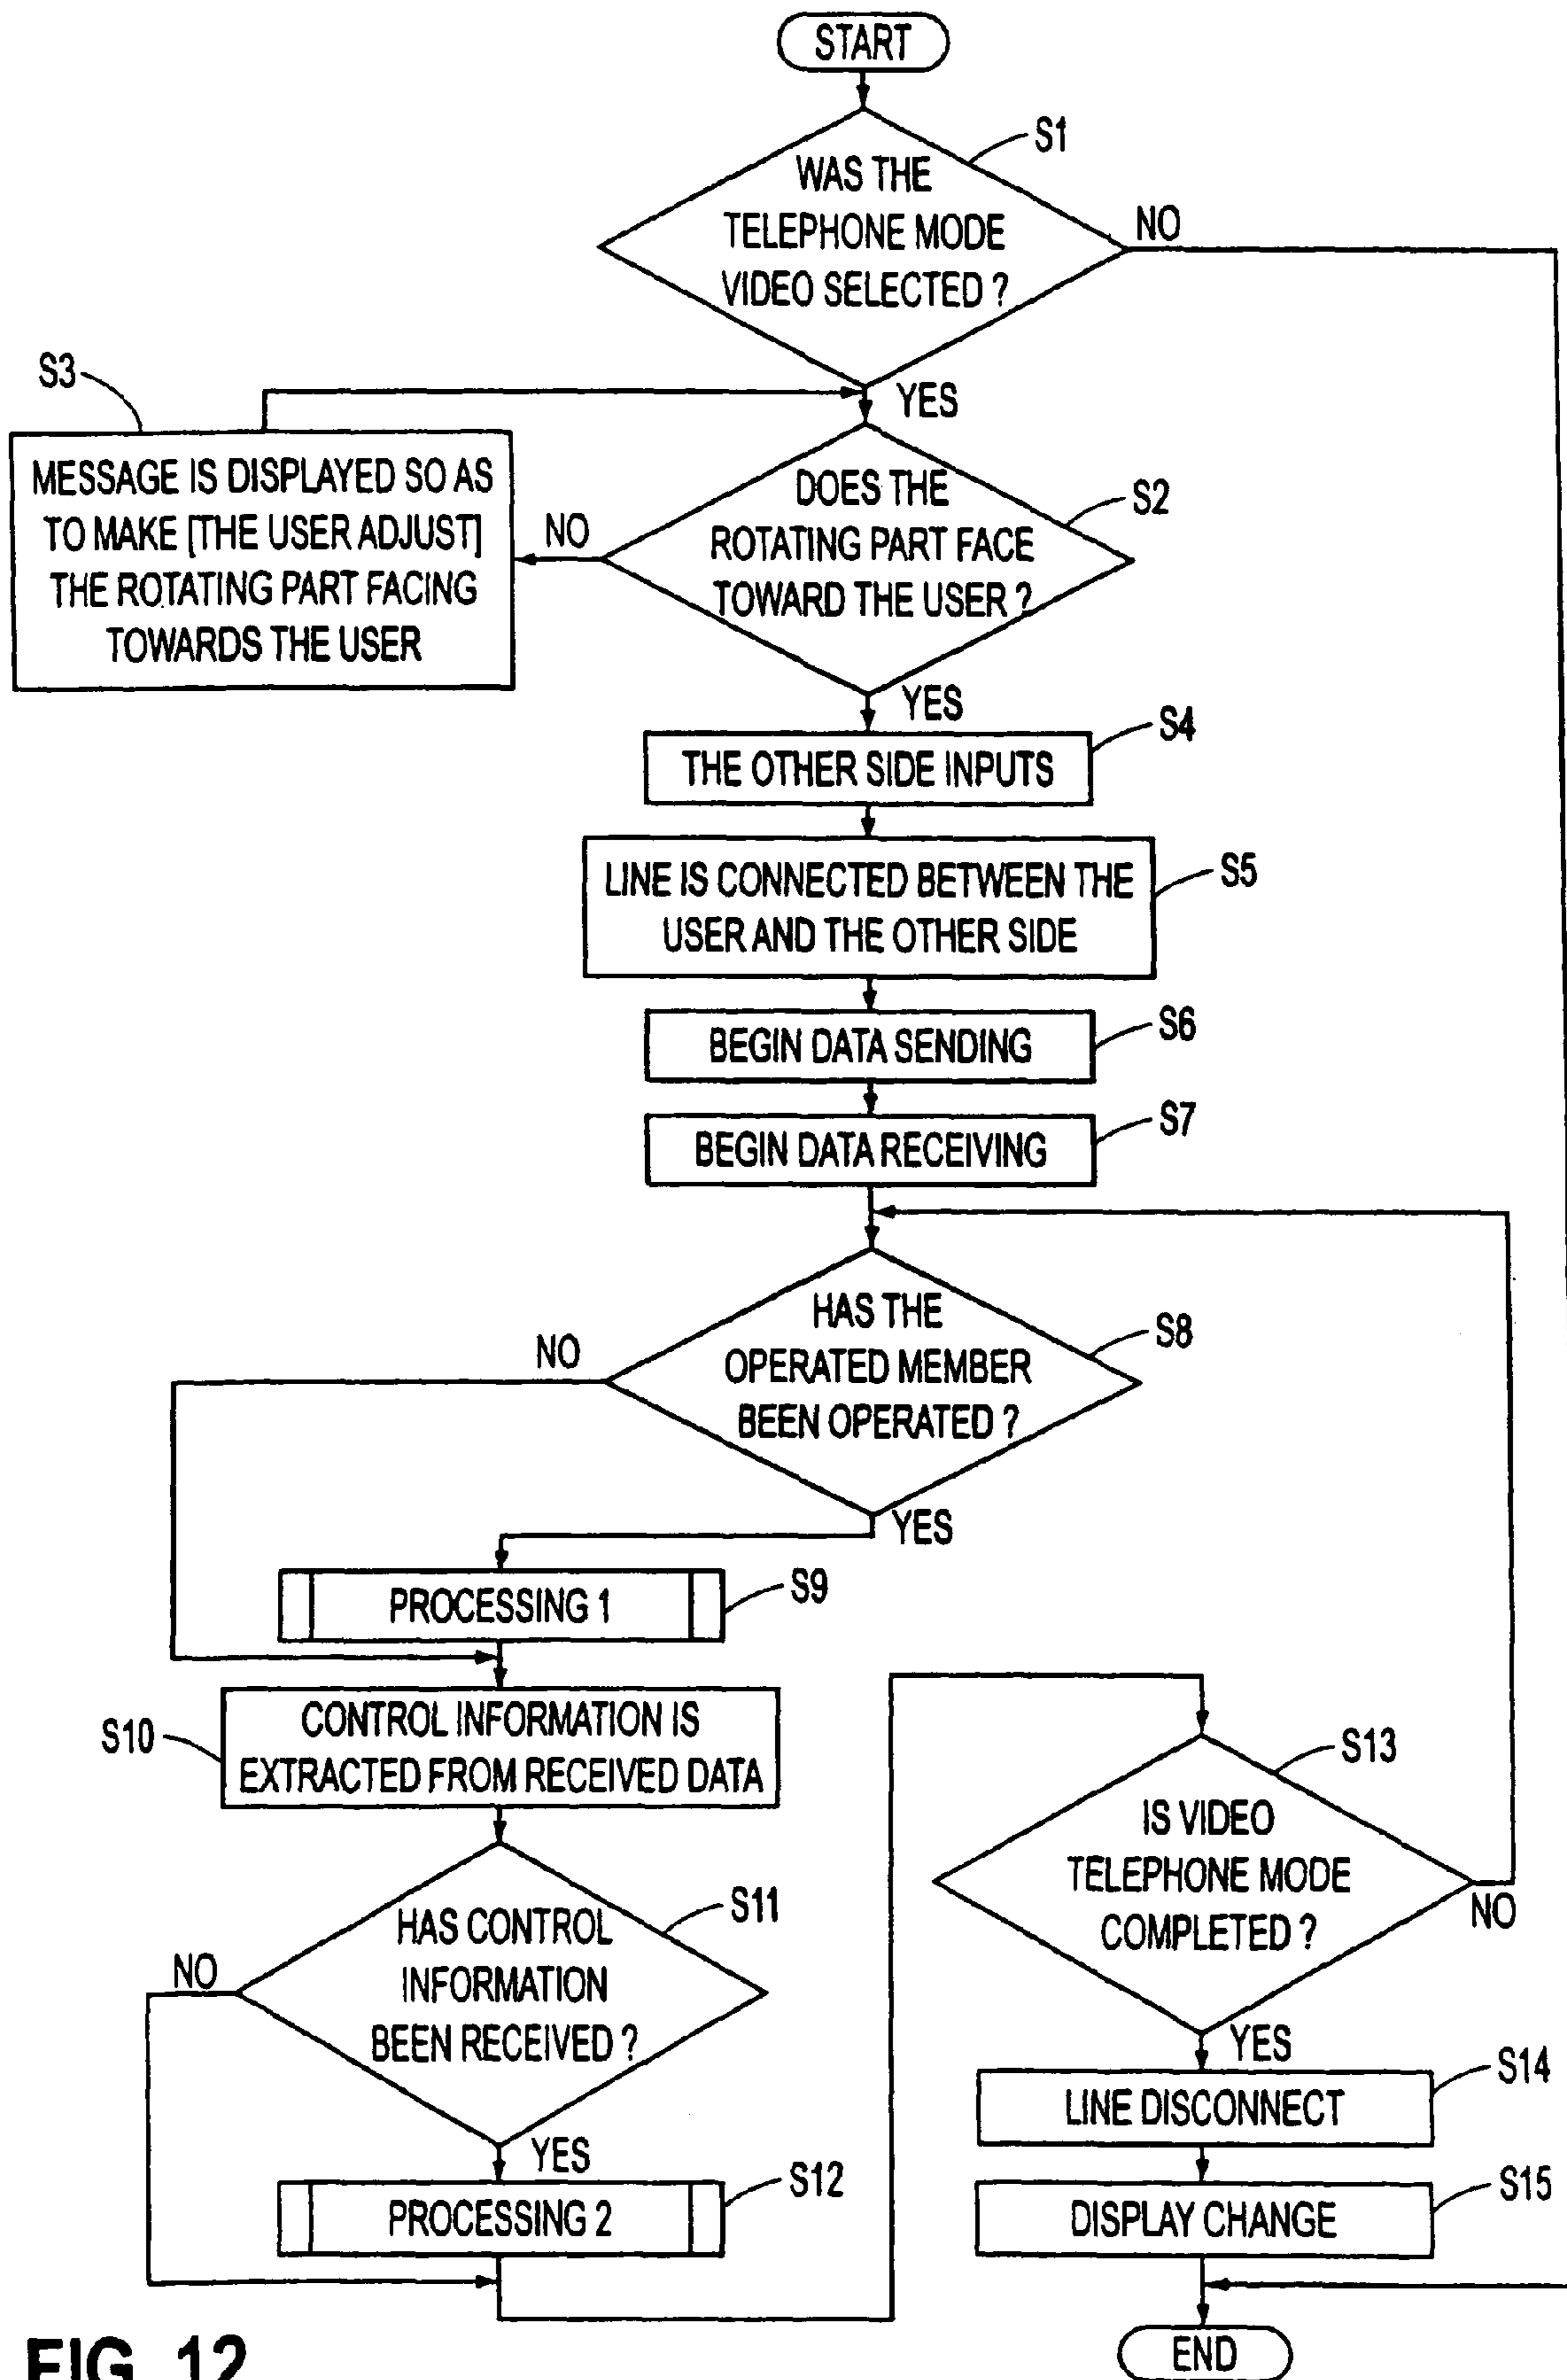 START
S1
WAS THE
TELEPHONE MODE
VIDEO SELECTED ?
NO
YES
S3
MESSAGE IS DISPLAYED SO AS
TO MAKE [THE USER ADJUST]
THE ROTATING PART FACING
TOWARDS THE USER
S2
DOES THE
ROTATING PART FACE
TOWARD THE USER ?
NO
YES
S4
THE OTHER SIDE INPUTS
S5
LINE IS CONNECTED BETWEEN THE
USER AND THE OTHER SIDE
S6
BEGIN DATA SENDING
S7
BEGIN DATA RECEIVING
S8
HAS THE
OPERATED MEMBER
BEEN OPERATED ?
NO
YES
S9
PROCESSING 1
S10
CONTROL INFORMATION IS
EXTRACTED FROM RECEIVED DATA
S11
HAS CONTROL
INFORMATION
BEEN RECEIVED ?
NO
YES
S12
PROCESSING 2
S13
IS VIDEO
TELEPHONE MODE
COMPLETED ?
NO
YES
S14
LINE DISCONNECT
S15
DISPLAY CHANGE
END
FIG. 12